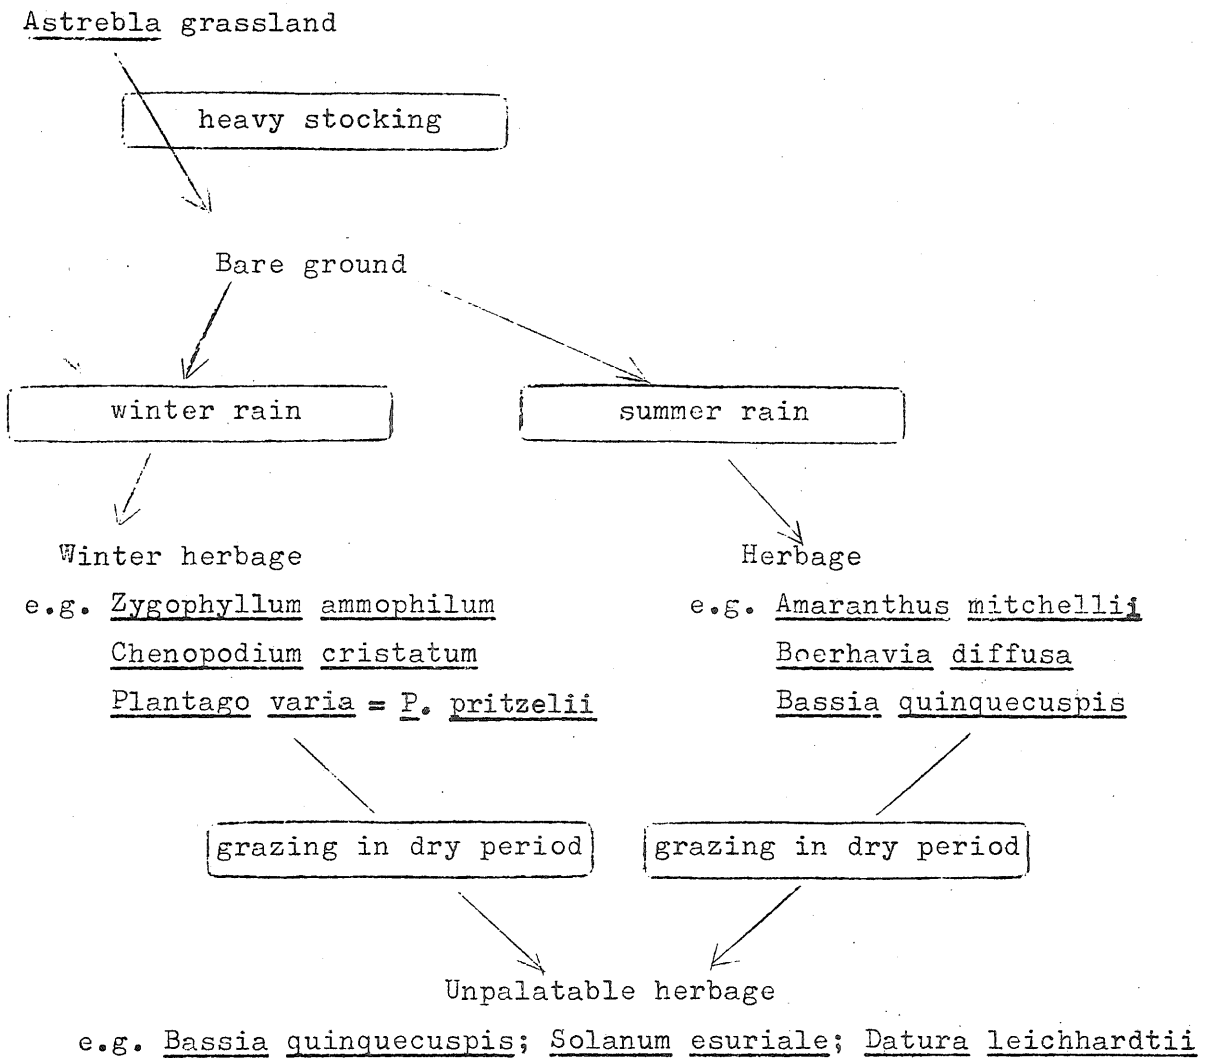 Astrebla grassland
heavy stocking
Bare ground
winter rain
summer rain
Winter herbage
e.g. Zygophyllum ammophilum
Chenopodium cristatum
Plantago varia = P. pritzelii
Herbage
e.g. Amaranthus mitchellii
Boerhavia diffusa
Bassia quinquecuspis
grazing in dry period
grazing in dry period
Unpalatable herbage
e.g. Bassia quinquecuspis; Solanum esuriale; Datura leichhardtii